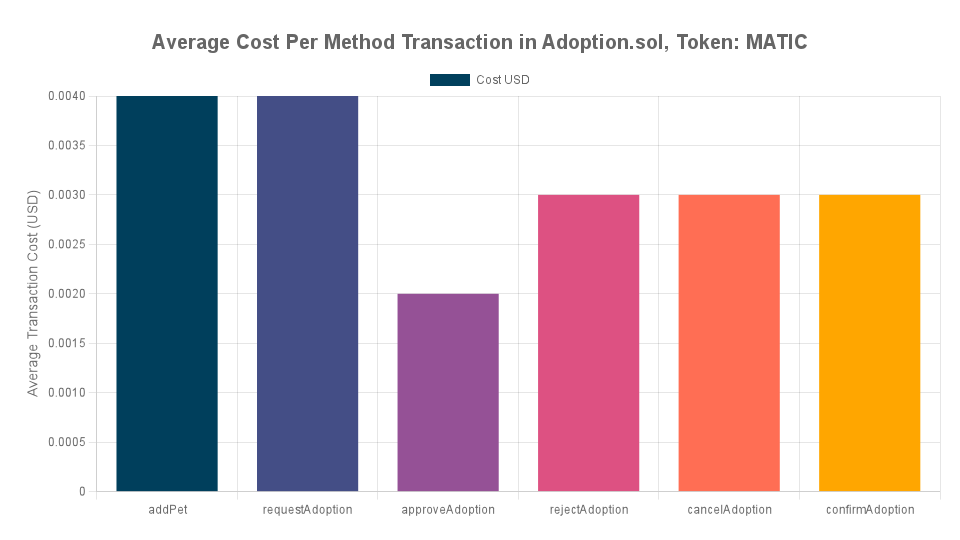 Average Cost Per Method Transaction in Adoption.sol, Token: MATIC
Cost USD
Average Transaction Cost (USD)
0.0040
0.0035
0.0030
0.0025
0.0020
0.0015
0.0010
0.0005
0
addPet requestAdoption approveAdoption rejectAdoption cancelAdoption confirmAdoption